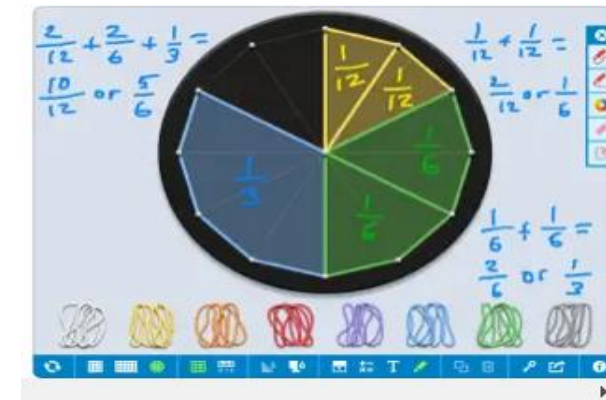 2/12 + 2/6 + 1/3 =
10/12 or 5/6
1/12 + 1/12 =
2/12 or 1/6
1/12
1/12
1/6
1/3
1/6
1/6 + 1/6 =
2/6 or 1/3
T